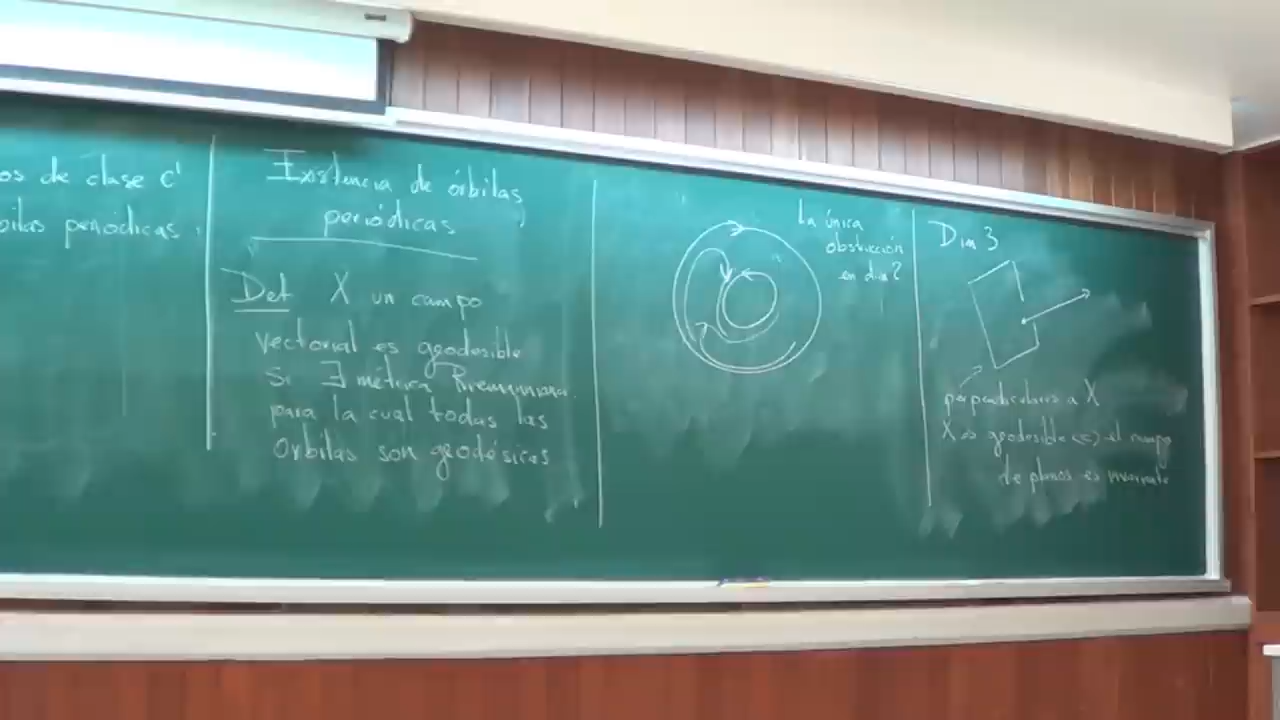 os de clase C¹
bitas periódicas.
Existencia de órbitas
periódicas
Def X un campo
vectorial es geodesible
si ∃ métrica Riemanniana
para la cual todas las
órbitas son geodésicas
La única
obstrucción
en dim 2
Dim 3
perpendiculares a X
X es geodesible <=> el campo
de planos es invariante